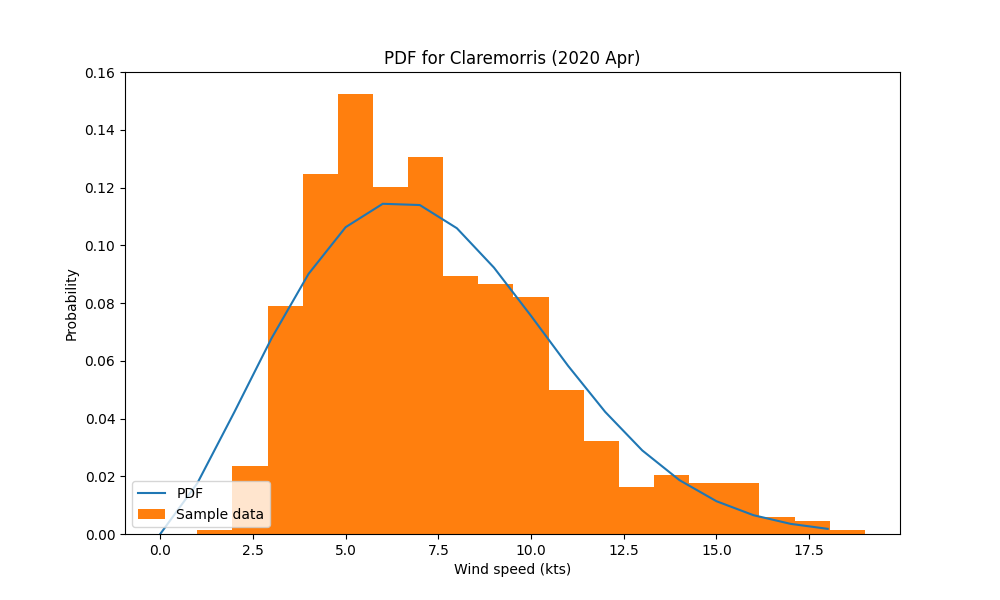 PDF for Claremorris (2020 Apr)
0.16
0.14
0.12
0.10
0.08
0.06
0.04
0.02
0.00
Probability
PDF
Sample data
0.0 2.5 5.0 7.5 10.0 12.5 15.0 17.5
Wind speed (kts)